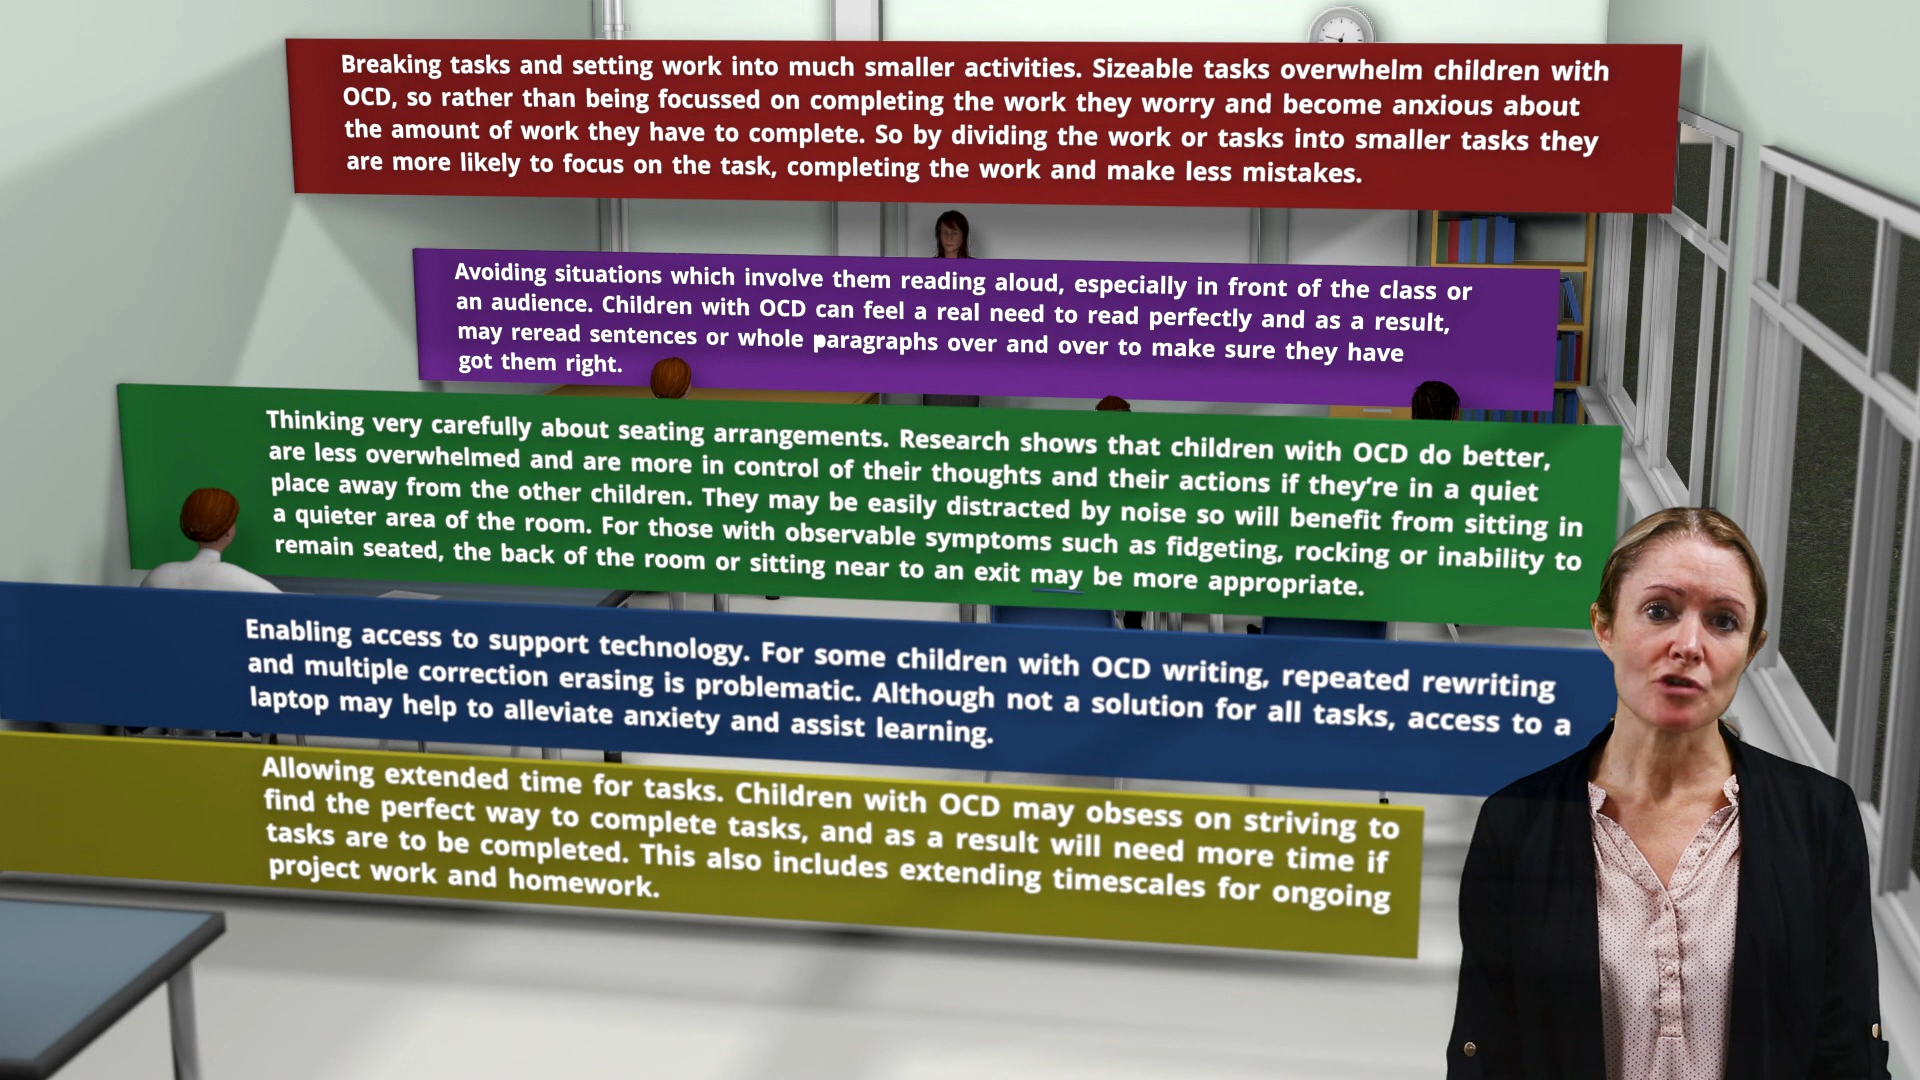 Breaking tasks and setting work into much smaller activities. Sizeable tasks overwhelm children with
OCD, so rather than being focussed on completing the work they worry and become anxious about
the amount of work they have to complete. So by dividing the work or tasks into smaller tasks they
are more likely to focus on the task, completing the work and make less mistakes.
Avoiding situations which involve them reading aloud, especially in front of the class or
an audience. Children with OCD can feel a real need to read perfectly and as a result,
may reread sentences or whole paragraphs over and over to make sure they have
got them right.
Thinking very carefully about seating arrangements. Research shows that children with OCD do better,
are less overwhelmed and are more in control of their thoughts and their actions if they’re in a quiet
place away from the other children. They may be easily distracted by noise so will benefit from sitting in
a quieter area of the room. For those with observable symptoms such as fidgeting, rocking or inability to
remain seated, the back of the room or sitting near to an exit may be more appropriate.
Enabling access to support technology. For some children with OCD writing, repeated rewriting
and multiple correction erasing is problematic. Although not a solution for all tasks, access to a
laptop may help to alleviate anxiety and assist learning.
Allowing extended time for tasks. Children with OCD may obsess on striving to
find the perfect way to complete tasks, and as a result will need more time if
tasks are to be completed. This also includes extending timescales for ongoing
project work and homework.